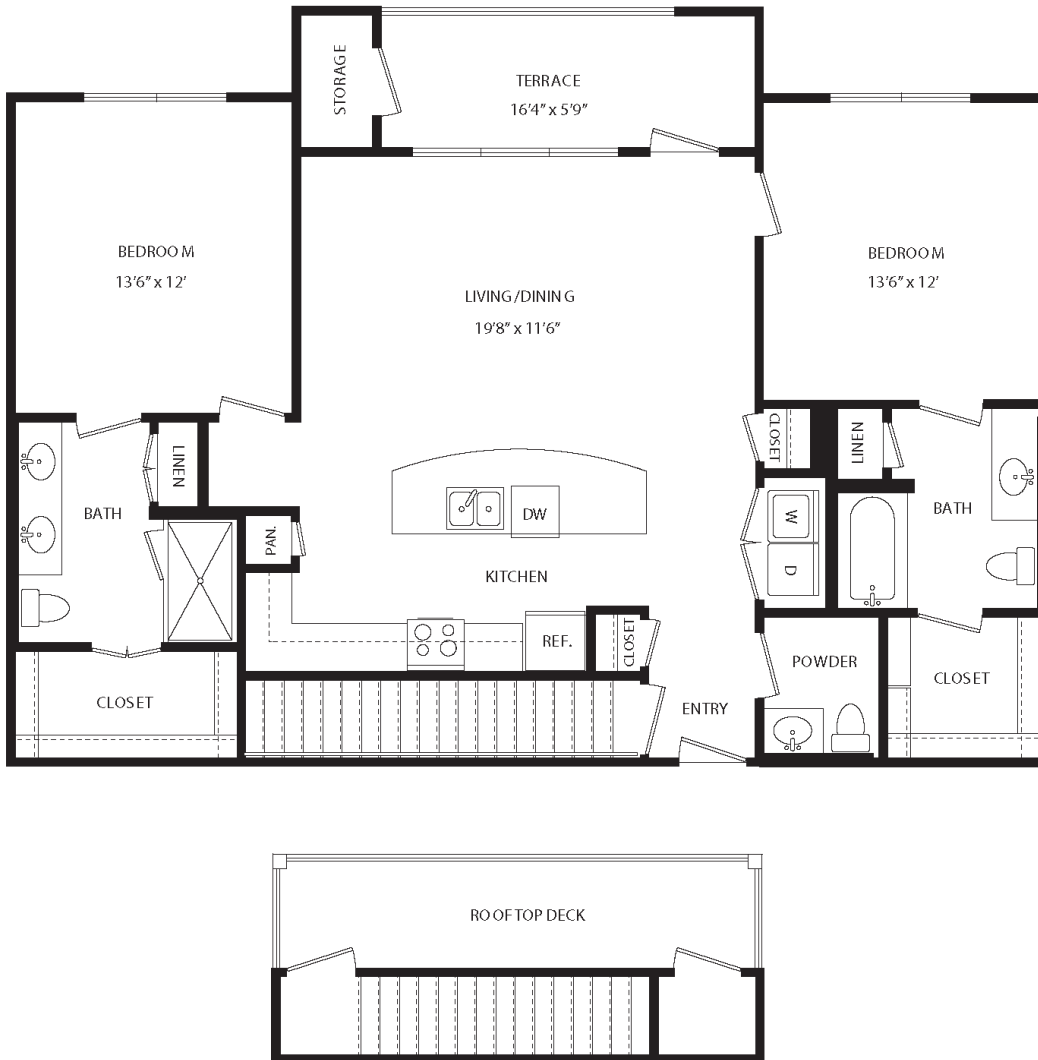 STORAGE
TERRACE
16'4" x 5'9"
BEDROOM
13'6" x 12'
LIVING/DINING
19'8" x 11'6"
BEDROOM
13'6" x 12'
BATH
LINEN
PAN.
DW
KITCHEN
REF.
CLOSET
CLOSET
W
D
LINEN
BATH
CLOSET
ENTRY
POWDER
CLOSET
ROOFTOP DECK